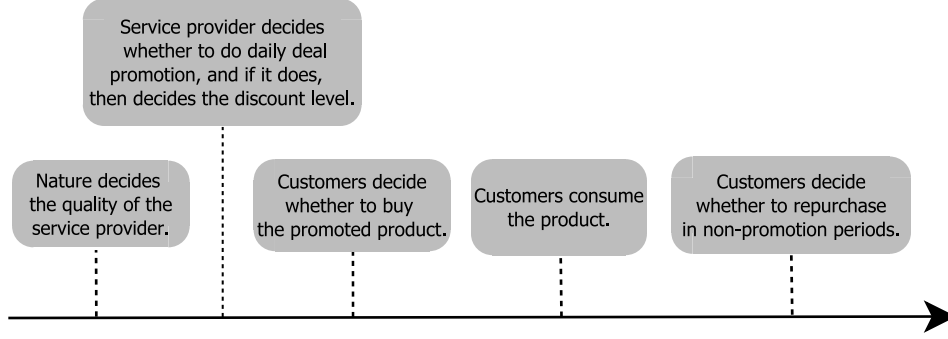 Service provider decides
whether to do daily deal
promotion, and if it does,
then decides the discount level.
Nature decides
the quality of the
service provider.
Customers decide
whether to buy
the promoted product.
Customers consume
the product.
Customers decide
whether to repurchase
in non-promotion periods.